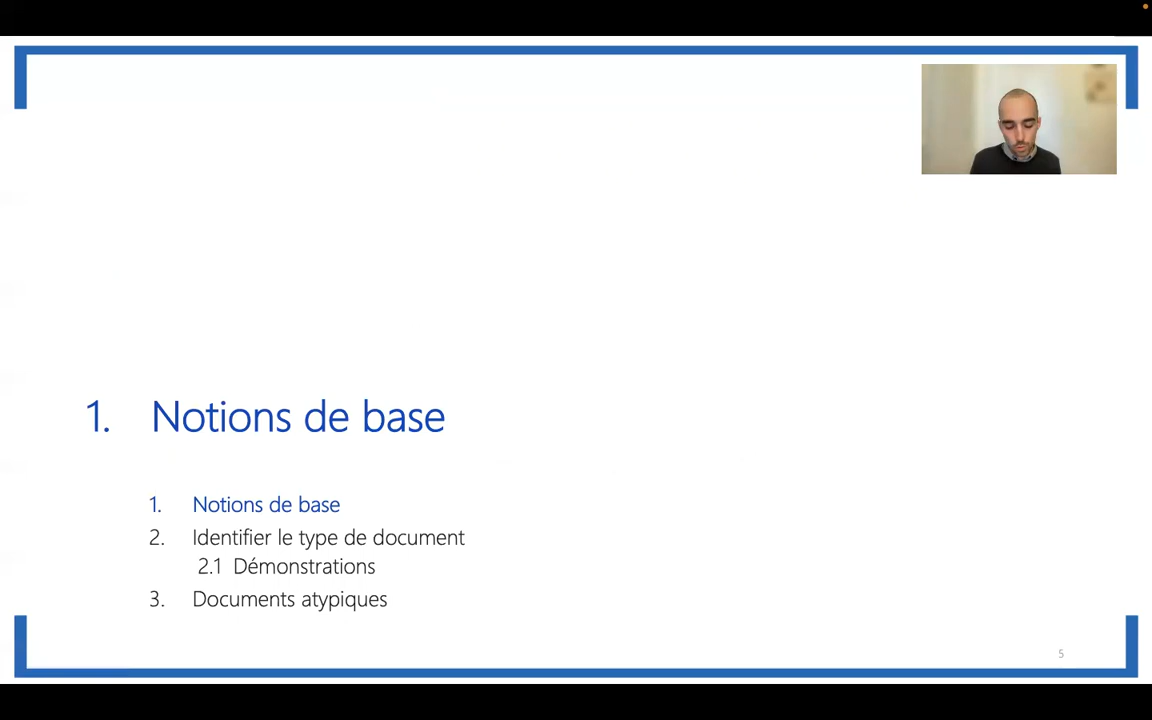 1. Notions de base
1. Notions de base
2. Identifier le type de document
2.1 Démonstrations
3. Documents atypiques
5